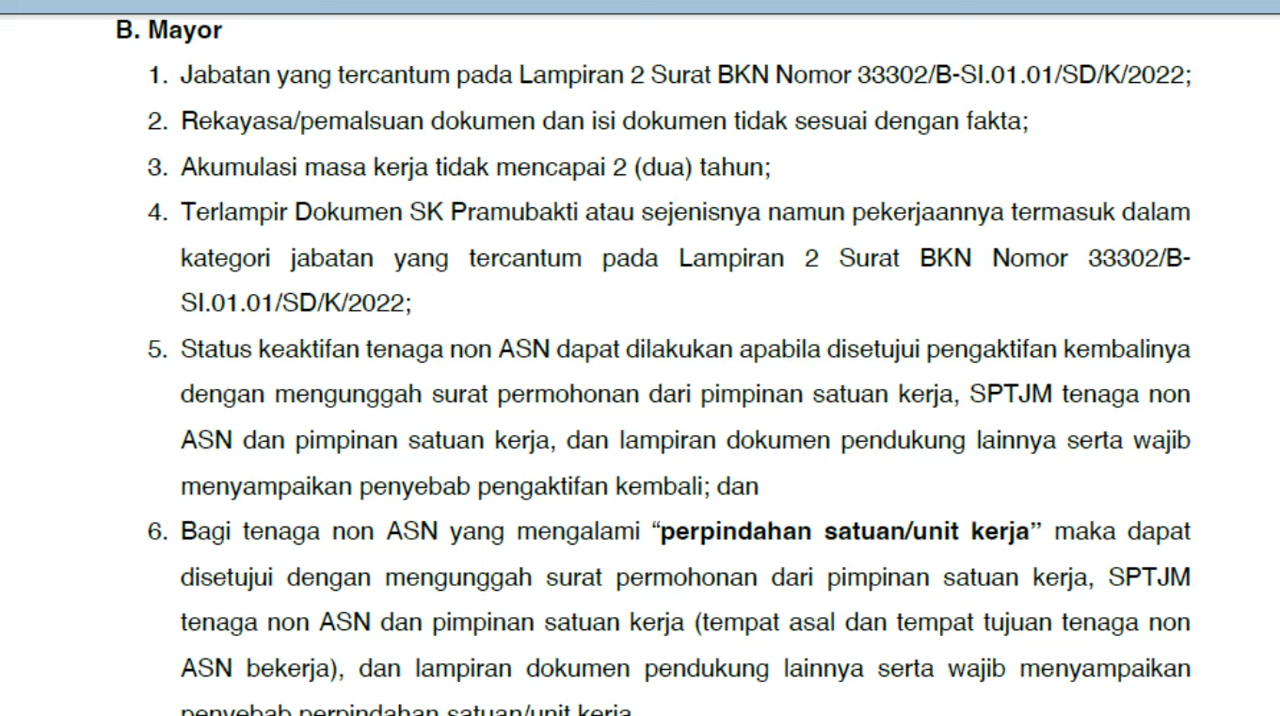 B. Mayor
1. Jabatan yang tercantum pada Lampiran 2 Surat BKN Nomor 33302/B-SI.01.01/SD/K/2022;
2. Rekayasa/pemalsuan dokumen dan isi dokumen tidak sesuai dengan fakta;
3. Akumulasi masa kerja tidak mencapai 2 (dua) tahun;
4. Terlampir Dokumen SK Pramubakti atau sejenisnya namun pekerjaannya termasuk dalam
kategori jabatan yang tercantum pada Lampiran 2 Surat BKN Nomor 33302/B-
SI.01.01/SD/K/2022;
5. Status keaktifan tenaga non ASN dapat dilakukan apabila disetujui pengaktifan kembalinya
dengan mengunggah surat permohonan dari pimpinan satuan kerja, SPTJM tenaga non
ASN dan pimpinan satuan kerja, dan lampiran dokumen pendukung lainnya serta wajib
menyampaikan penyebab pengaktifan kembali; dan
6. Bagi tenaga non ASN yang mengalami “perpindahan satuan/unit kerja” maka dapat
disetujui dengan mengunggah surat permohonan dari pimpinan satuan kerja, SPTJM
tenaga non ASN dan pimpinan satuan kerja (tempat asal dan tempat tujuan tenaga non
ASN bekerja), dan lampiran dokumen pendukung lainnya serta wajib menyampaikan
penyebab perpindahan satuan/unit kerja